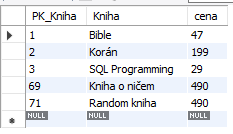 PK_Kniha Kniha cena
1 Bible 47
2 Korán 199
3 SQL Programming 29
69 Kniha o ničem 490
71 Random kniha 490
NULL NULL NULL